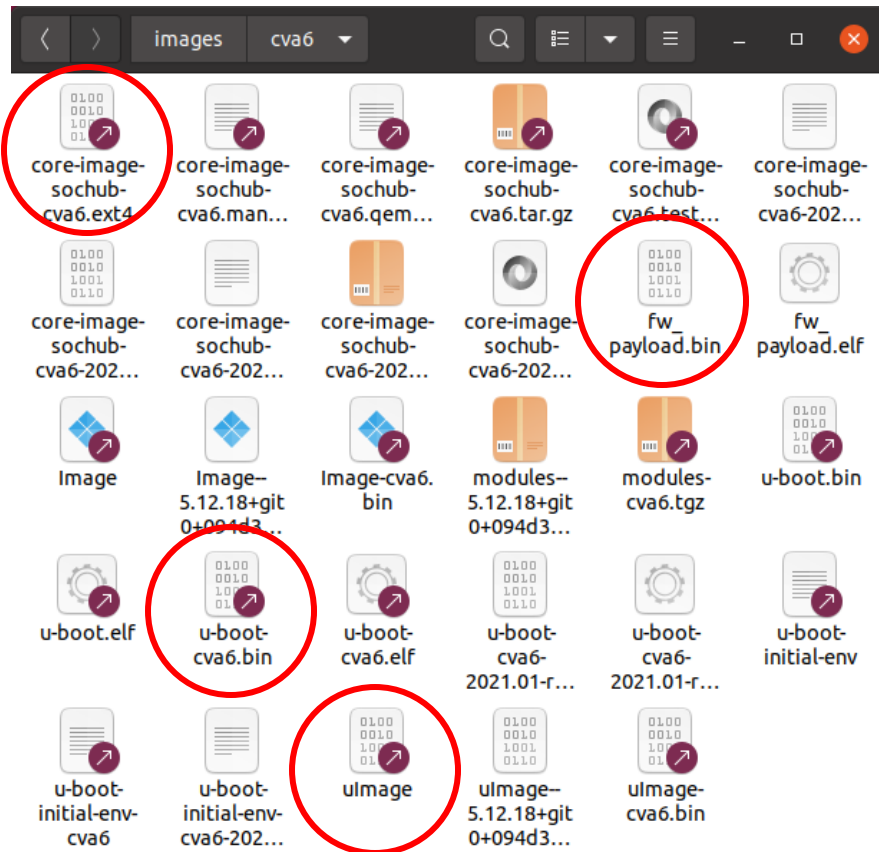 images cva6
core-image- core-image- core-image- core-image- core-image- core-image-
sochub- sochub- sochub- sochub- sochub- sochub-
cva6.ext4 cva6.man... cva6.qem... cva6.tar.gz cva6.test... cva6-202...
core-image- core-image- core-image- core-image- fw_ fw_
sochub- sochub- sochub- sochub- payload.bin payload.elf
cva6-202... cva6-202... cva6-202... cva6-202...
Image Image-- Image-cva6. modules-- modules- u-boot.bin
5.12.18+git bin 5.12.18+git cva6.tgz
0+094d3... 0+094d3...
u-boot.elf u-boot- u-boot- u-boot- u-boot- u-boot-
cva6.bin cva6.elf cva6- cva6- initial-env
2021.01-r... 2021.01-r...
u-boot- u-boot- uImage uImage-- uImage-
initial-env- initial-env- 5.12.18+git cva6.bin
cva6 cva6-202... 0+094d3...